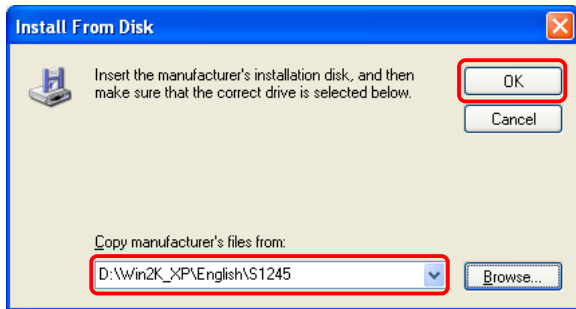 Install From Disk
Insert the manufacturer's installation disk, and then
make sure that the correct drive is selected below.
OK
Cancel
Copy manufacturer's files from:
D:\Win2K_XP\English\S1245
Browse...